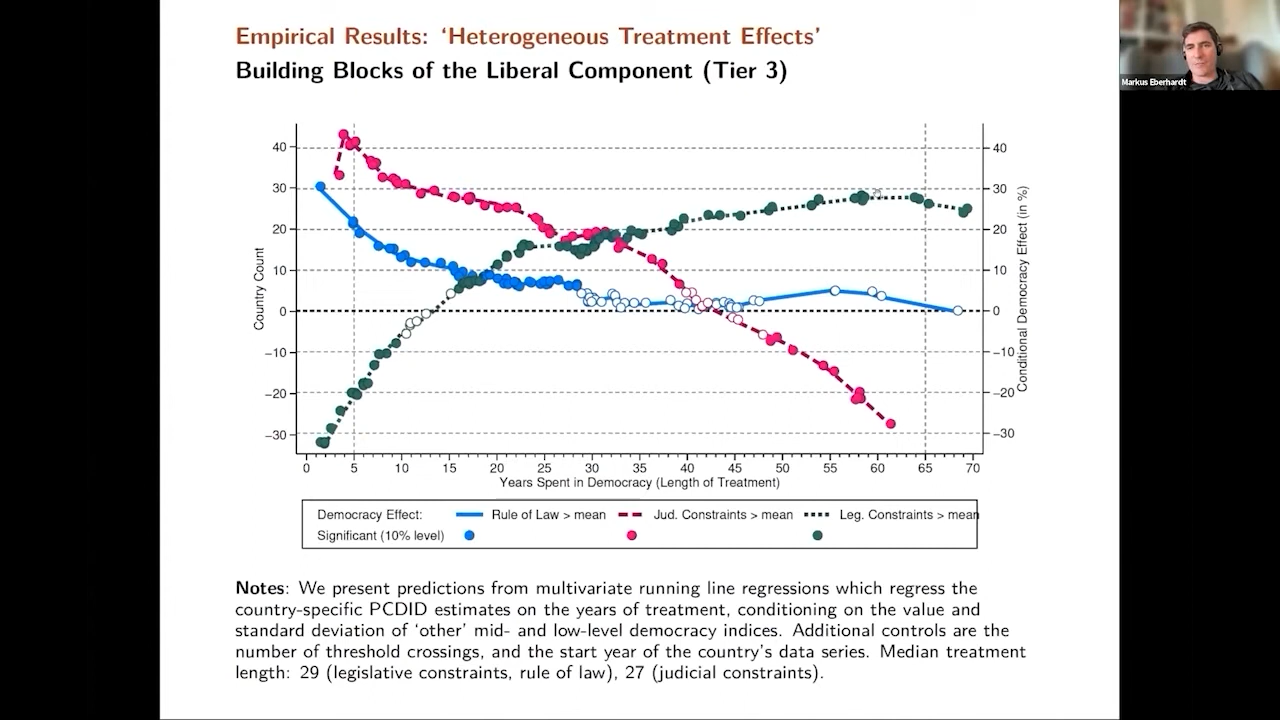 Empirical Results: ‘Heterogeneous Treatment Effects’
Building Blocks of the Liberal Component (Tier 3)
Markus Eberhardt
40
30
20
10
0
−10
−20
−30
Country Count
40
30
20
10
0
−10
−20
−30
Conditional Democracy Effect (in %)
0 5 10 15 20 25 30 35 40 45 50 55 60 65 70
Years Spent in Democracy (Length of Treatment)
Democracy Effect: Rule of Law > mean Jud. Constraints > mean Leg. Constraints > mean
Significant (10% level)
Notes: We present predictions from multivariate running line regressions which regress the
country-specific PCDID estimates on the years of treatment, conditioning on the value and
standard deviation of ‘other’ mid- and low-level democracy indices. Additional controls are the
number of threshold crossings, and the start year of the country’s data series. Median treatment
length: 29 (legislative constraints, rule of law), 27 (judicial constraints).